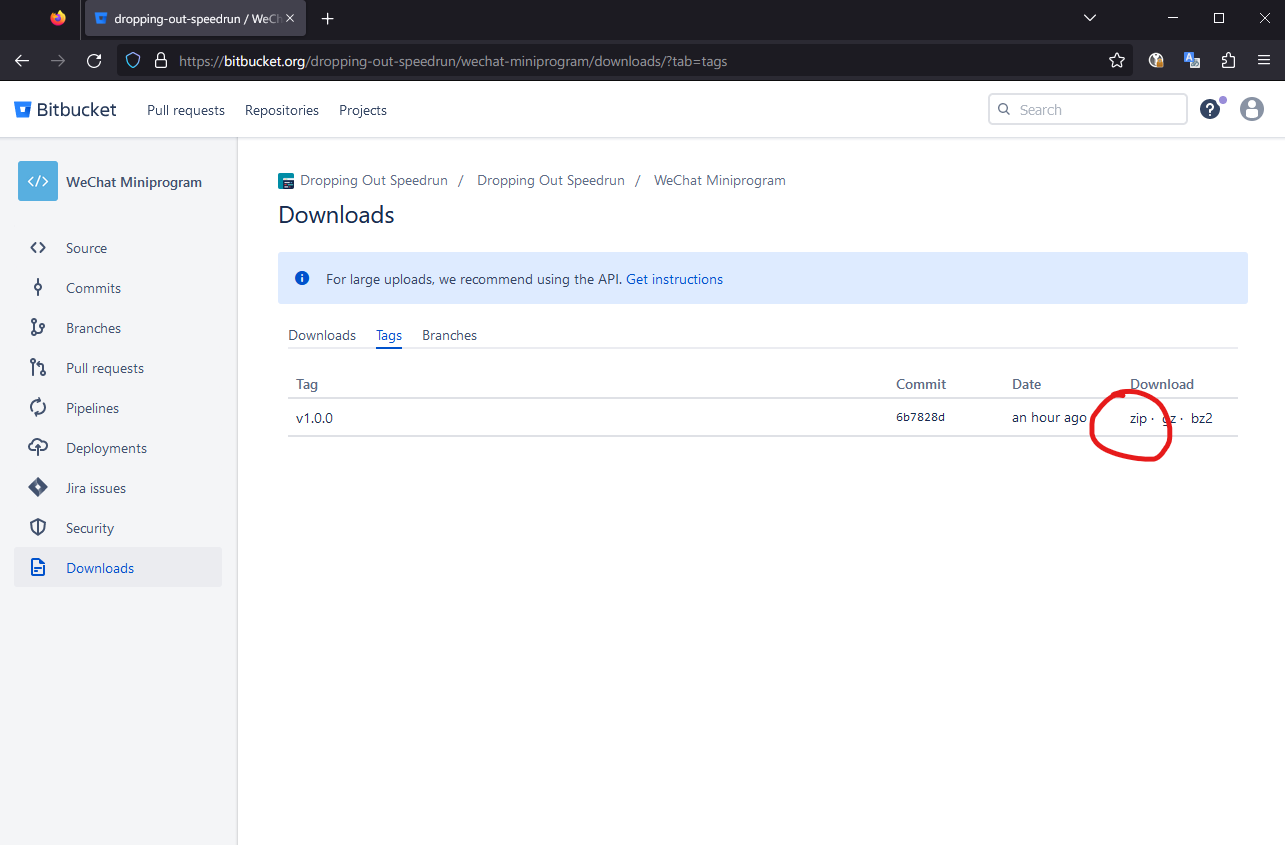 dropping-out-speedrun / WeCh
https://bitbucket.org/dropping-out-speedrun/wechat-miniprogram/downloads/?tab=tags
Bitbucket Pull requests Repositories Projects Search
WeChat Miniprogram
Source
Commits
Branches
Pull requests
Pipelines
Deployments
Jira issues
Security
Downloads
Dropping Out Speedrun / Dropping Out Speedrun / WeChat Miniprogram
Downloads
For large uploads, we recommend using the API. Get instructions
Downloads Tags Branches
Tag Commit Date Download
v1.0.0 6b7828d an hour ago zip · gz · bz2